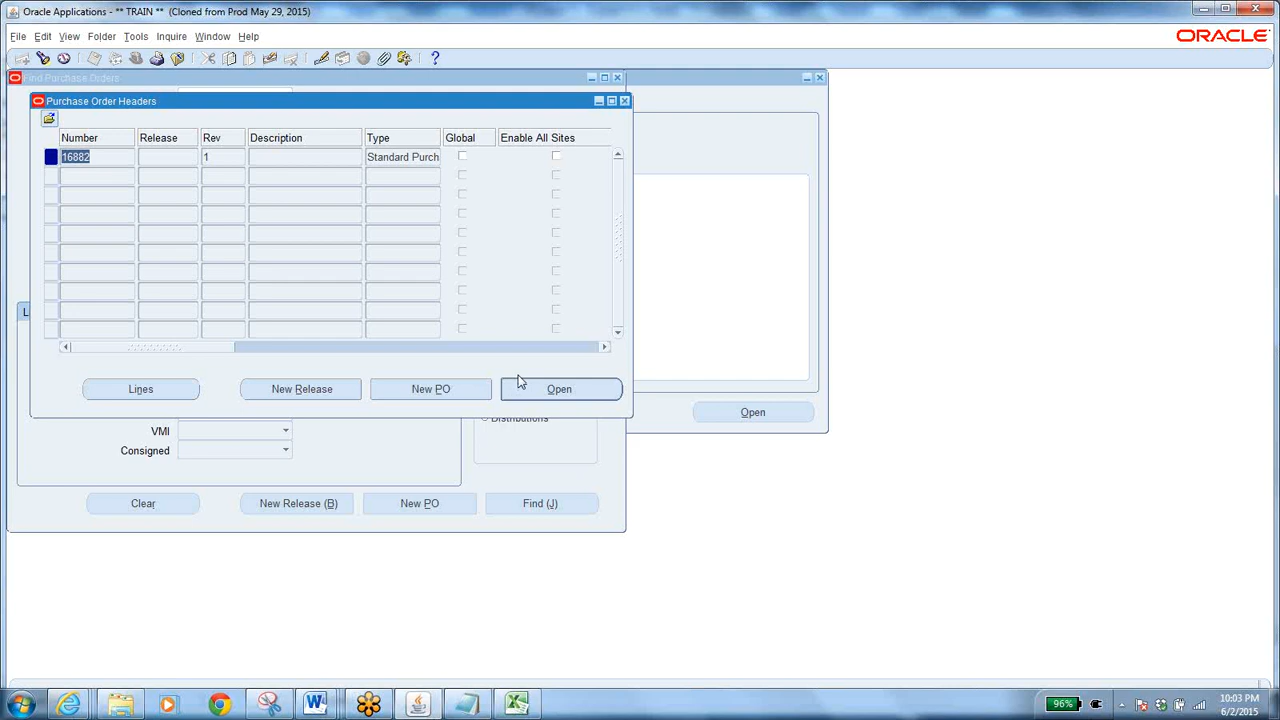 Oracle Applications - ** TRAIN ** (Cloned from Prod May 29, 2015)
File Edit View Folder Tools Inquire Window Help
ORACLE
Find Purchase Orders
Purchase Order Headers
Number Release Rev Description Type Global Enable All Sites
16882 1 Standard Purch
L
Lines New Release New PO Open
Distributions
Open
VMI
Consigned
Clear New Release (B) New PO Find (J)
96% 10:03 PM
6/2/2015